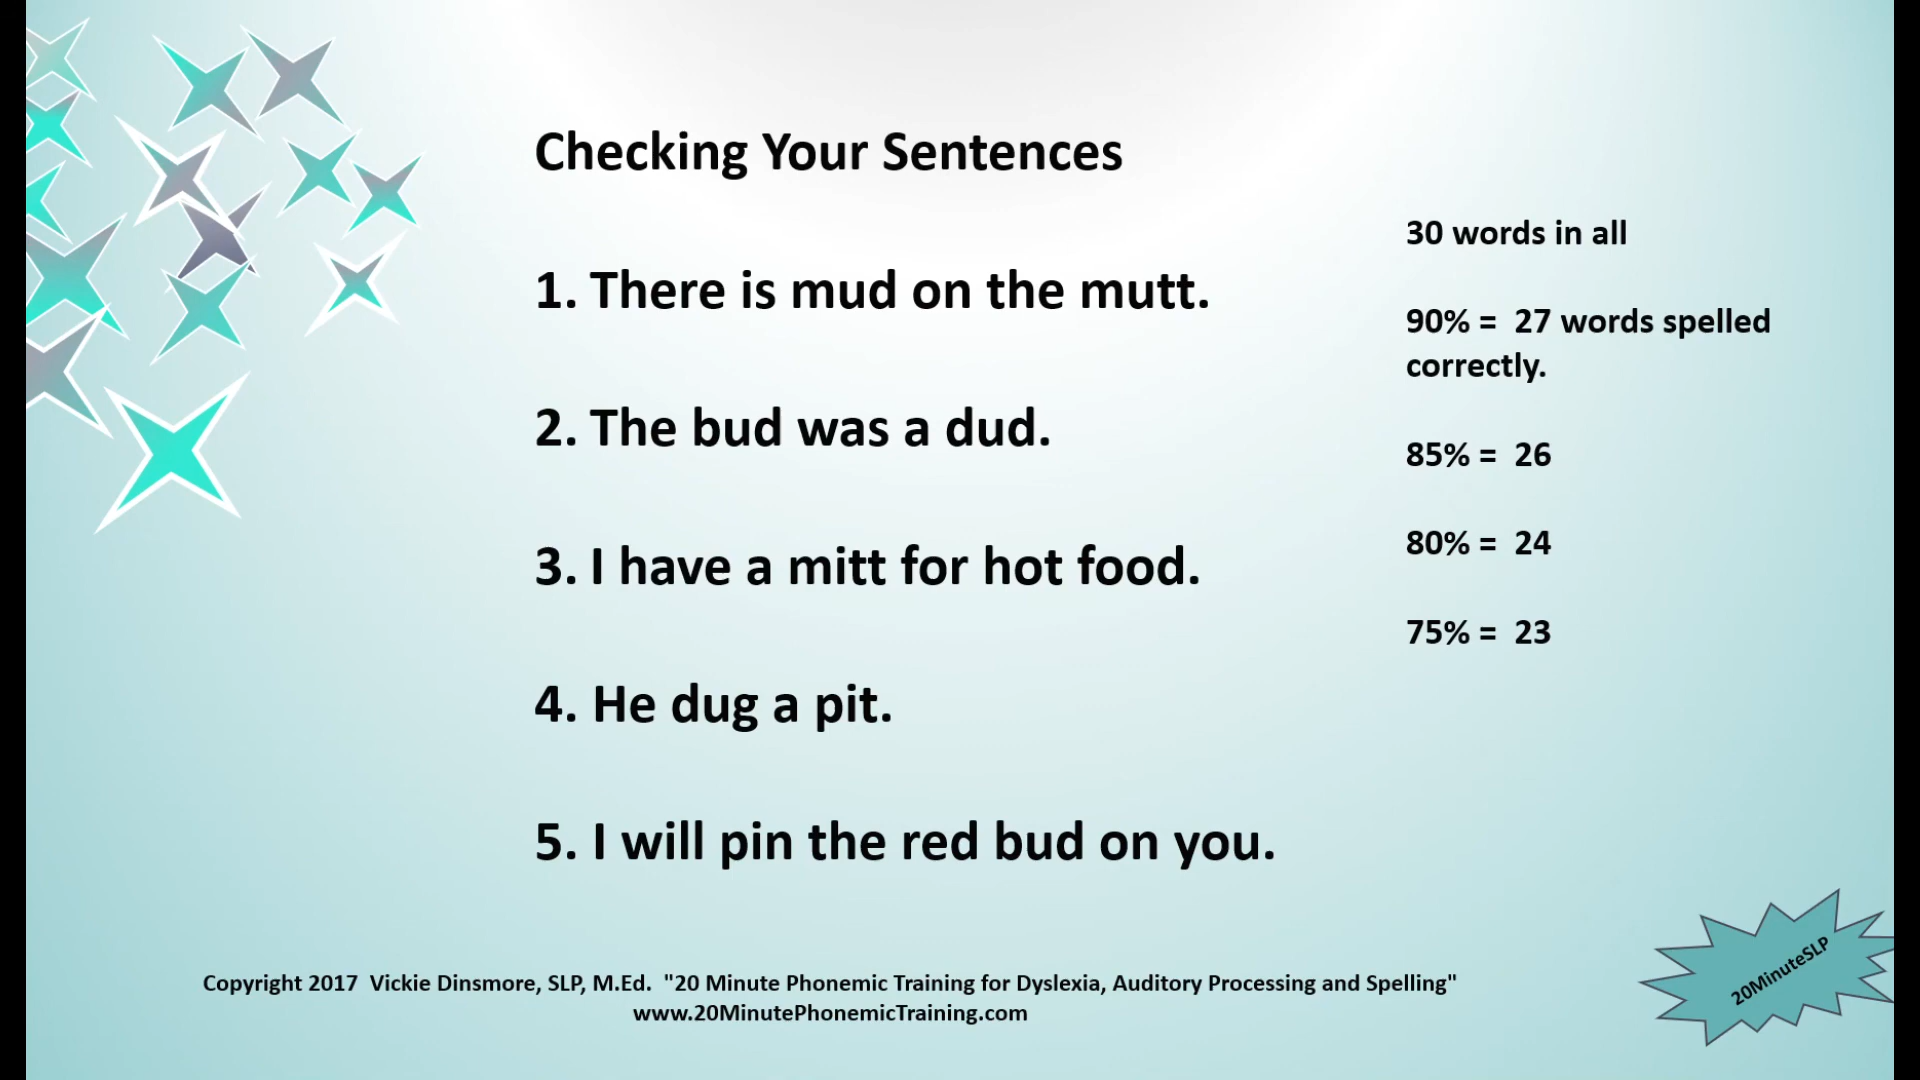 Checking Your Sentences
1. There is mud on the mutt.
2. The bud was a dud.
3. I have a mitt for hot food.
4. He dug a pit.
5. I will pin the red bud on you.
30 words in all
90% = 27 words spelled
correctly.
85% = 26
80% = 24
75% = 23
Copyright 2017 Vickie Dinsmore, SLP, M.Ed. "20 Minute Phonemic Training for Dyslexia, Auditory Processing and Spelling"
www.20MinutePhonemicTraining.com
20MinuteSLP